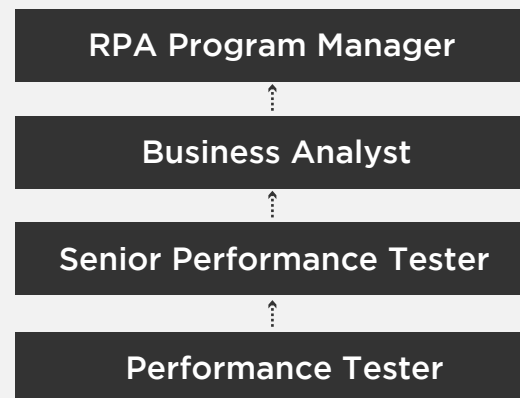 RPA Program Manager
Business Analyst
Senior Performance Tester
Performance Tester